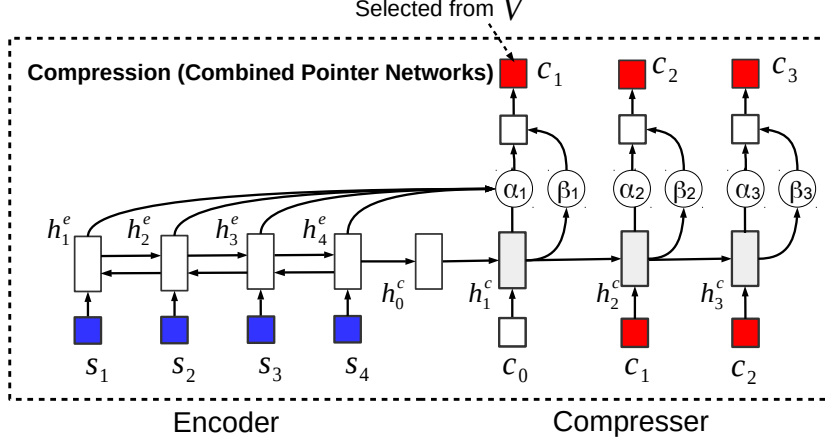 Selected from V
Compression (Combined Pointer Networks)
c₁ c₂ c₃
α₁ β₁ α₂ β₂ α₃ β₃
h₁ᵉ h₂ᵉ h₃ᵉ h₄ᵉ
h₀ᶜ h₁ᶜ h₂ᶜ h₃ᶜ
s₁ s₂ s₃ s₄ c₀ c₁ c₂
Encoder Compresser